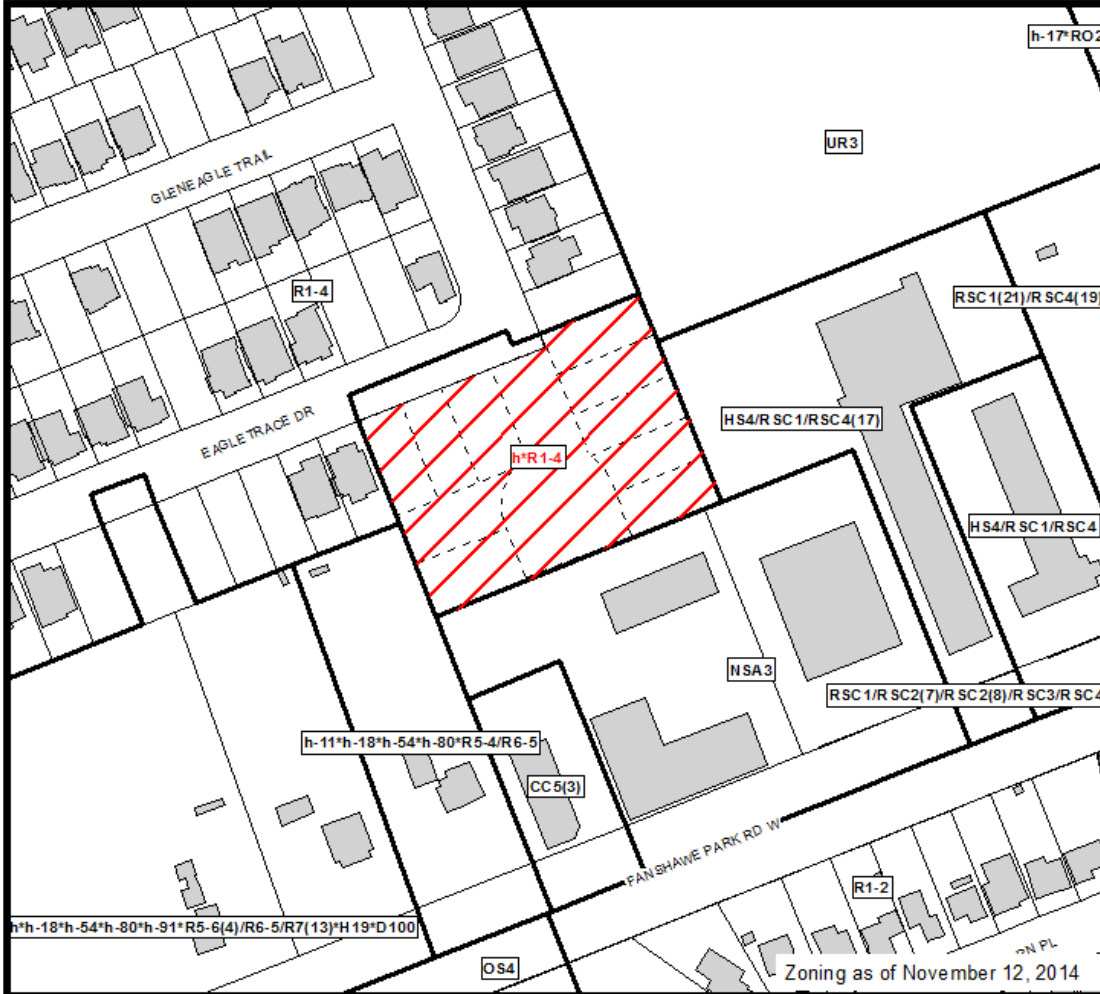 h-17*RO2
UR3
GLENEAGLE TRAIL
R1-4
RSC1(21)/RSC4(19)
EAGLETRACE DR
HS4/RSC1/RSC4(17)
h*R1-4
HS4/RSC1/RSC4
NSA3
RSC1/RSC2(7)/RSC2(8)/RSC3/RSC4
h-11*h-18*h-54*h-80*R5-4/R6-5
CC5(3)
FANSHAWE PARK RD W
R1-2
h*h-18*h-54*h-80*h-91*R5-6(4)/R6-5/R7(13)*H19*D100
RN PL
OS4
Zoning as of November 12, 2014